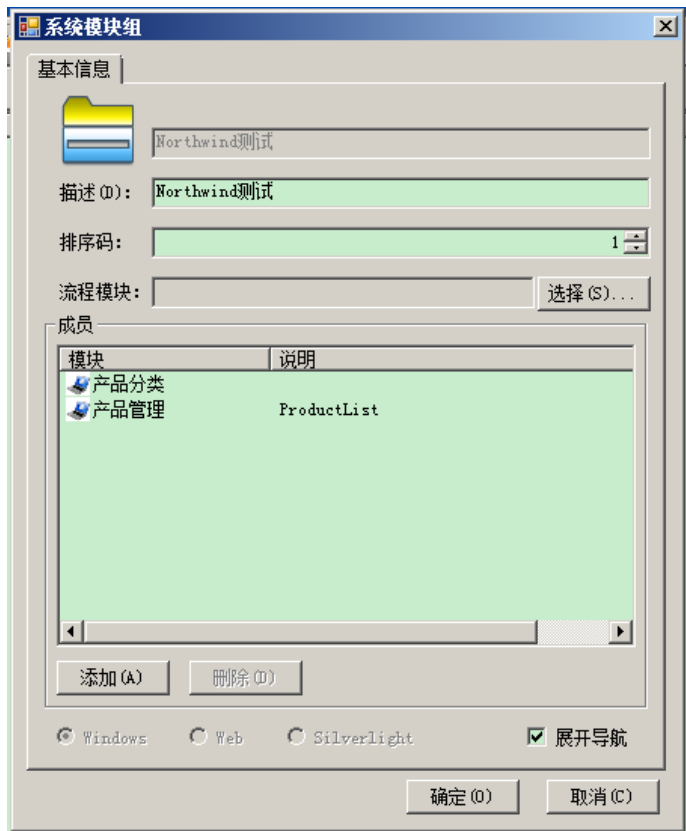 系统模块组
基本信息
Northwind测试
描述(D): Northwind测试
排序码: 1
流程模块: 选择(S)...
成员
模块 说明
产品分类
产品管理 ProductList
添加(A) 删除(D)
Windows Web Silverlight 展开导航
确定(O) 取消(C)